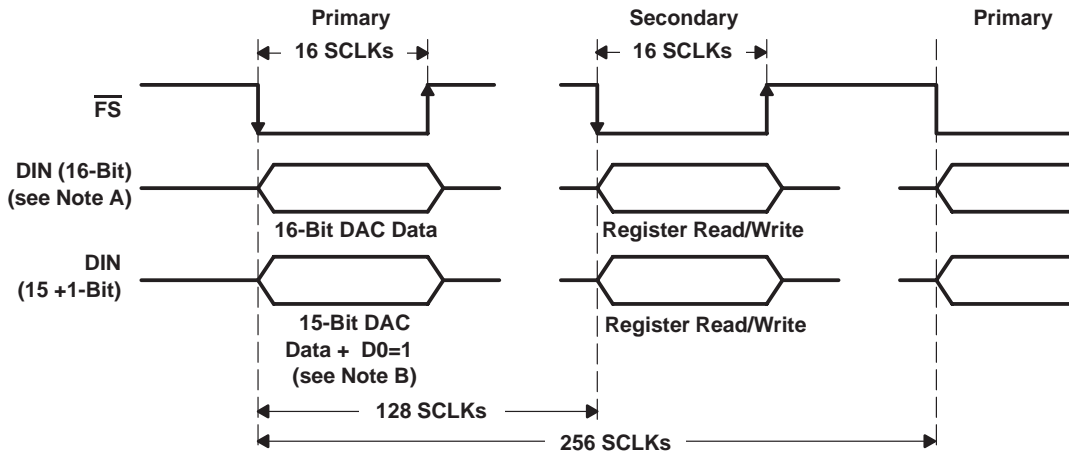 Primary Secondary Primary
16 SCLKs 16 SCLKs
FS
DIN (16-Bit)
(see Note A)
16-Bit DAC Data Register Read/Write
DIN
(15 +1-Bit)
15-Bit DAC Register Read/Write
Data + D0=1
(see Note B)
128 SCLKs
256 SCLKs